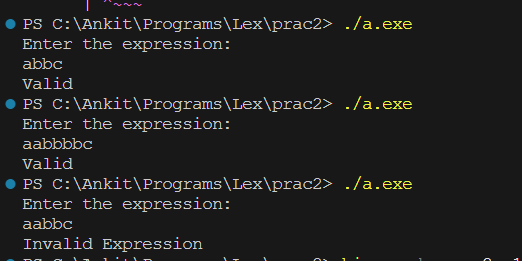 | ^~~~
PS C:\Ankit\Programs\Lex\prac2> ./a.exe
Enter the expression:
abbc
Valid
PS C:\Ankit\Programs\Lex\prac2> ./a.exe
Enter the expression:
aabbbbc
Valid
PS C:\Ankit\Programs\Lex\prac2> ./a.exe
Enter the expression:
aabbc
Invalid Expression